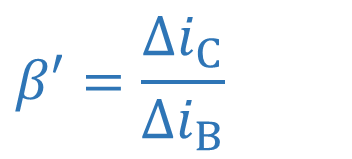 β′ = Δi_C / Δi_B